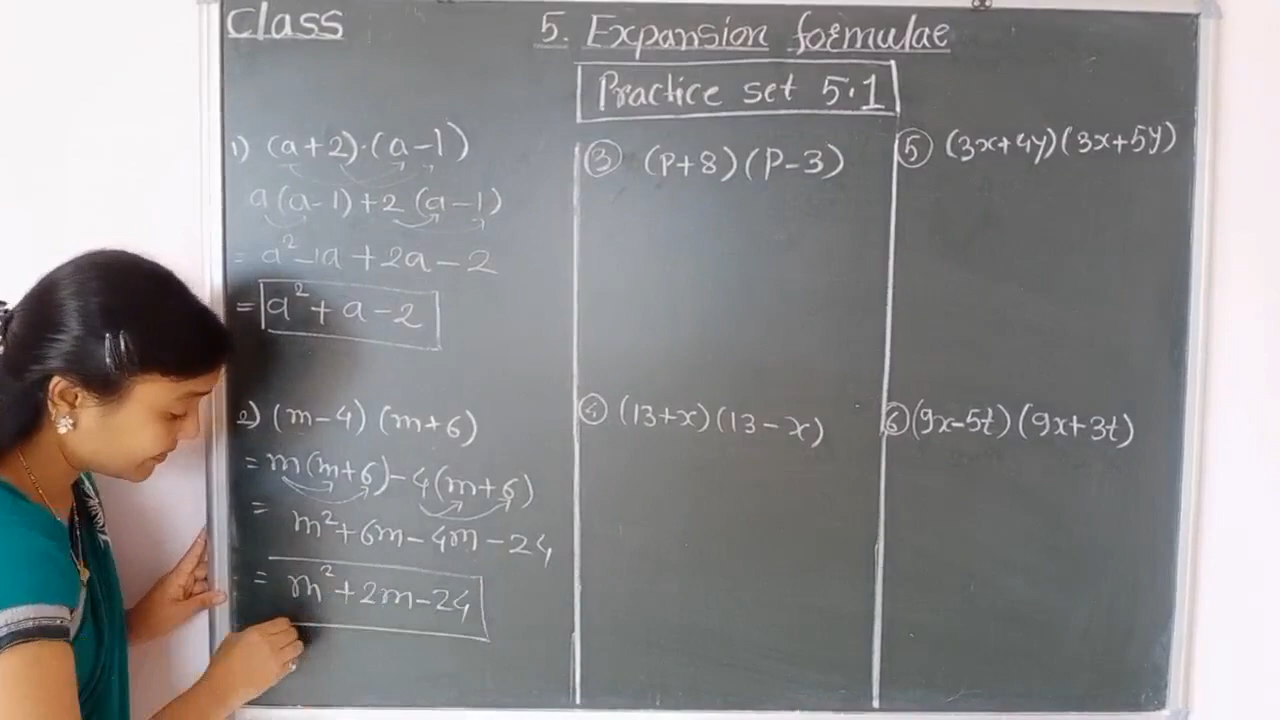 Class
5. Expansion formulae
Practice set 5.1
1) (a+2)·(a-1)
a(a-1)+2(a-1)
= a²-1a+2a-2
= a²+a-2
2) (m-4) (m+6)
= m(m+6)-4(m+6)
= m²+6m-4m-24
= m²+2m-24
③ (P+8)(P-3)
④ (13+x)(13-x)
⑤ (3x+4y)(3x+5y)
⑥ (9x-5t)(9x+3t)